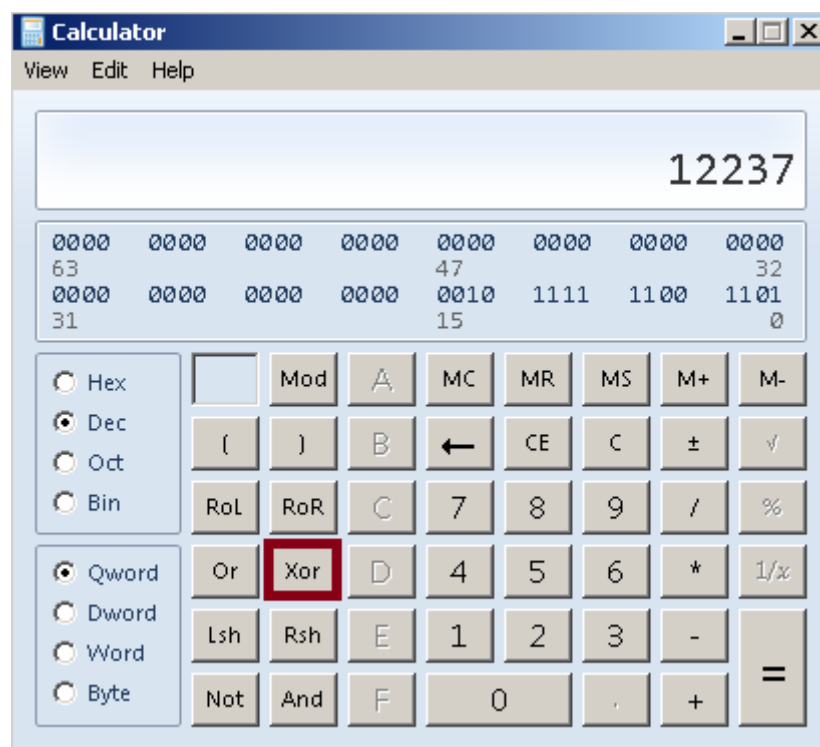 Calculator
View Edit Help
12237
0000 0000 0000 0000 0000 0000 0000 0000
63 47 32
0000 0000 0000 0000 0010 1111 1100 1101
31 15 0
Hex Mod A MC MR MS M+ M-
Dec ( ) B ← CE C ± √
Oct
Bin RoL RoR C 7 8 9 / %
Qword Or Xor D 4 5 6 * 1/x
Dword Lsh Rsh E 1 2 3 - =
Word
Byte Not And F 0 , +